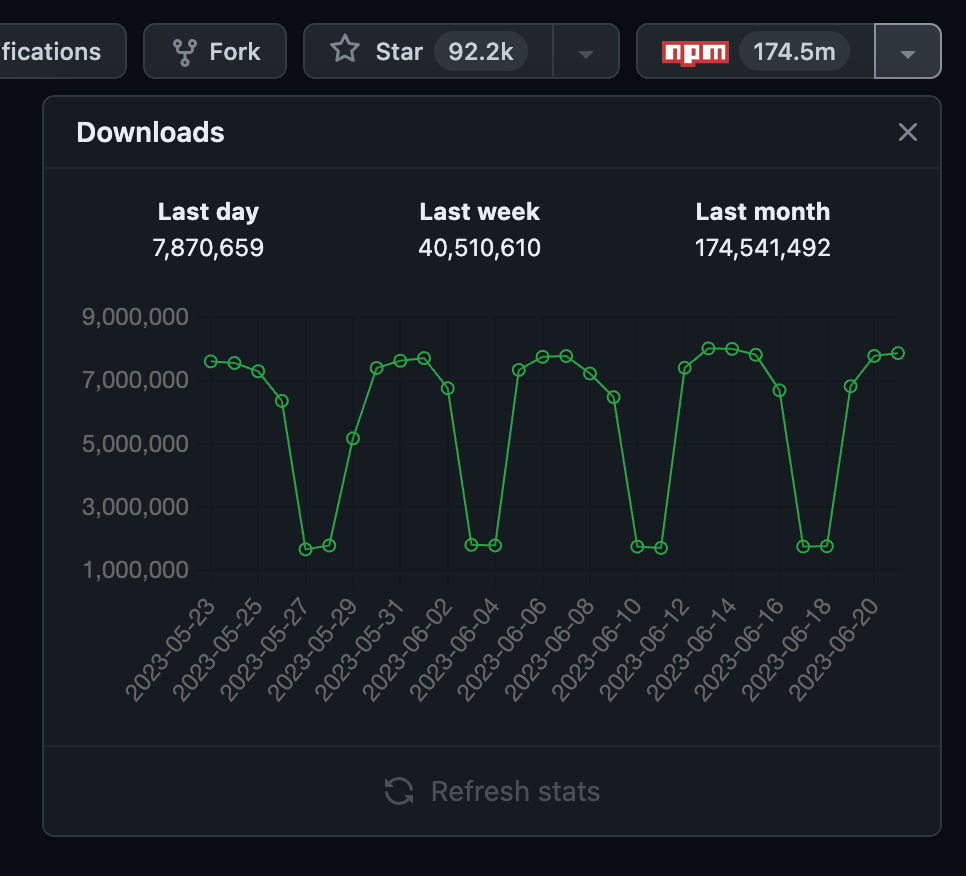 fications Fork Star 92.2k npm 174.5m
Downloads
Last day Last week Last month
7,870,659 40,510,610 174,541,492
9,000,000
7,000,000
5,000,000
3,000,000
1,000,000
2023-05-23 2023-05-25 2023-05-27 2023-05-29 2023-05-31 2023-06-02 2023-06-04 2023-06-06 2023-06-08 2023-06-10 2023-06-12 2023-06-14 2023-06-16 2023-06-18 2023-06-20
Refresh stats